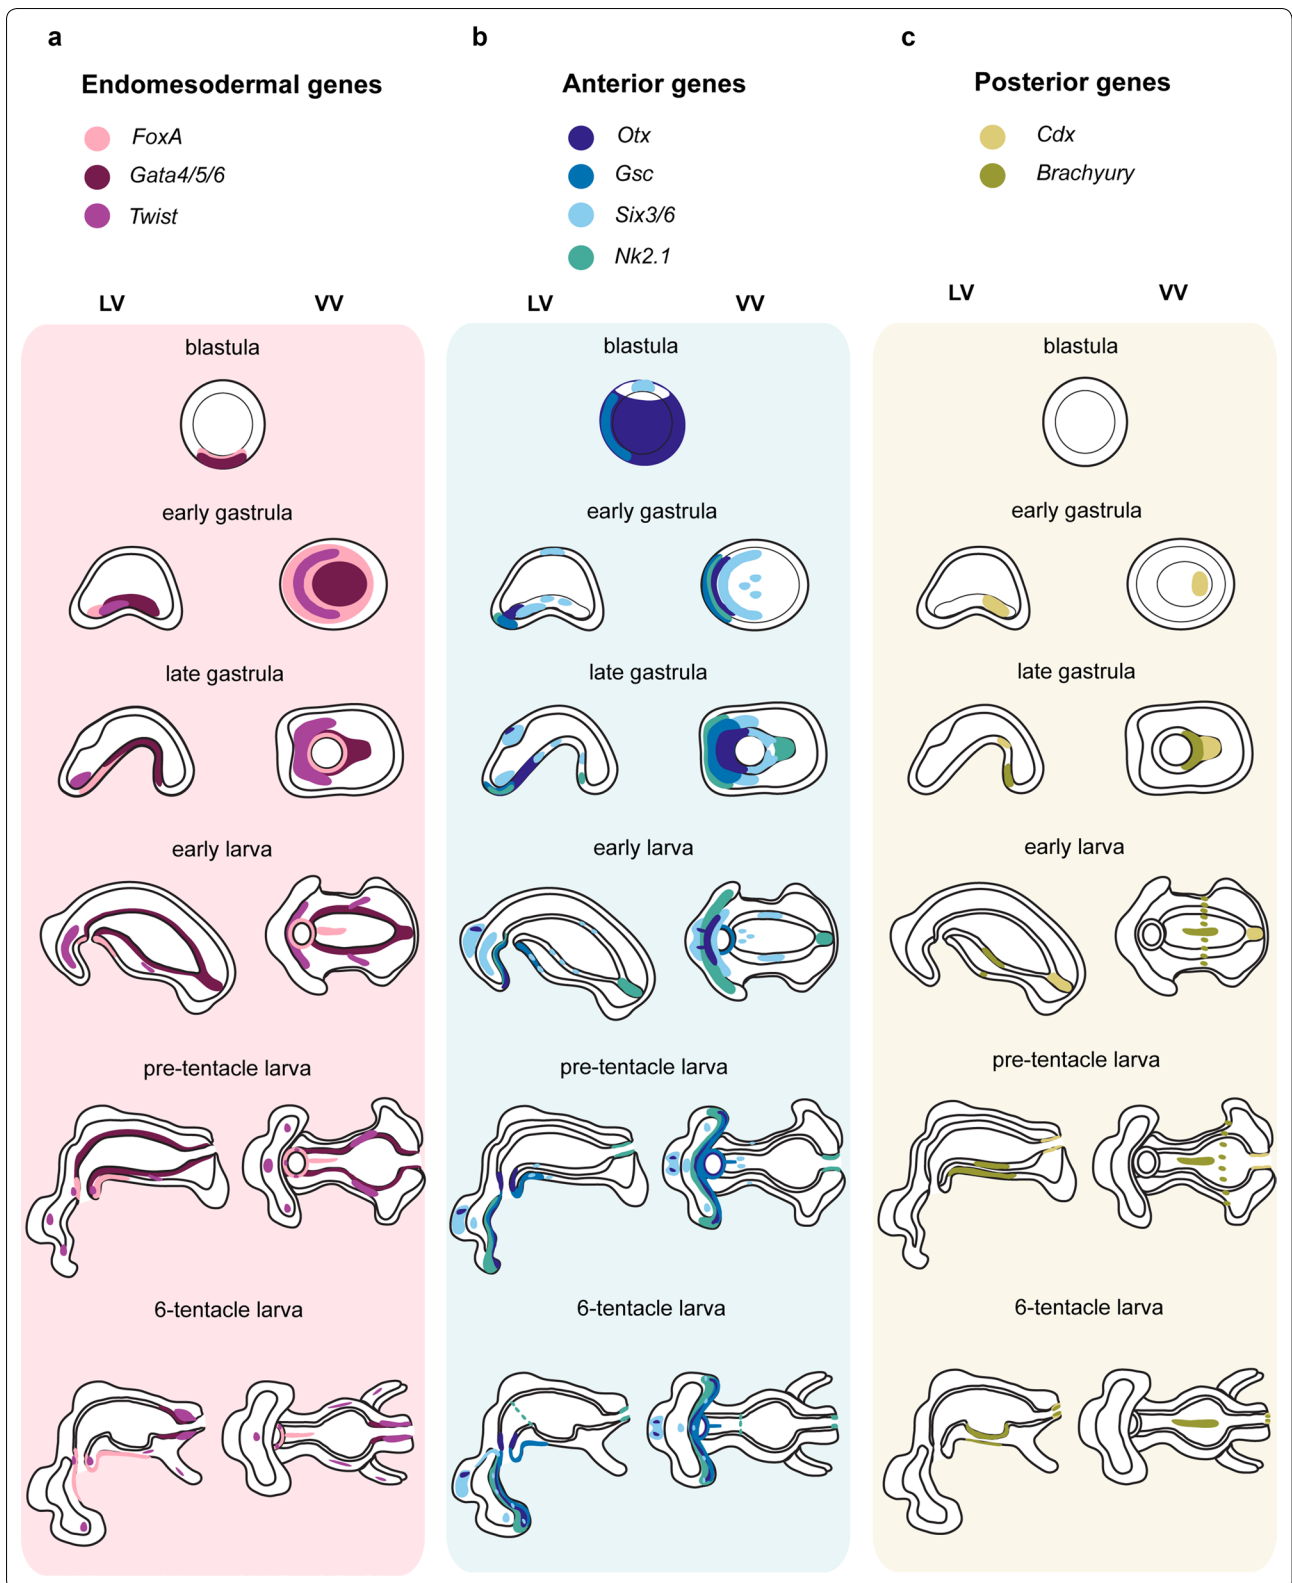 a
Endomesodermal genes
FoxA
Gata4/5/6
Twist
LV VV
blastula
early gastrula
late gastrula
early larva
pre-tentacle larva
6-tentacle larva
b
Anterior genes
Otx
Gsc
Six3/6
Nk2.1
LV VV
blastula
early gastrula
late gastrula
early larva
pre-tentacle larva
6-tentacle larva
c
Posterior genes
Cdx
Brachyury
LV VV
blastula
early gastrula
late gastrula
early larva
pre-tentacle larva
6-tentacle larva